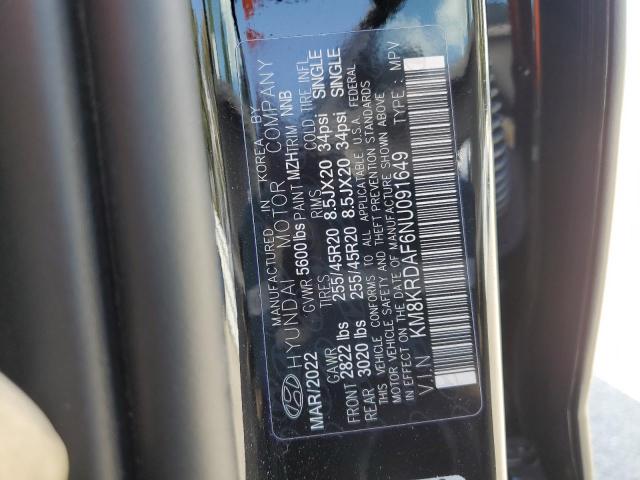 MANUFACTURED IN KOREA BY
HYUNDAI MOTOR COMPANY
MAR/2022 GVWR 5600lbs PAINT MZH TRIM NNB
GAWR TIRES RIMS COLD TIRE INFL
FRONT 2822 lbs 255/45R20 8.5JX20 34psi SINGLE
REAR 3020 lbs 255/45R20 8.5JX20 34psi SINGLE
THIS VEHICLE CONFORMS TO ALL APPLICABLE U.S.A. FEDERAL
MOTOR VEHICLE SAFETY AND THEFT PREVENTION STANDARDS
IN EFFECT ON THE DATE OF MANUFACTURE SHOWN ABOVE
V.I.N KM8KRDAF6NU091649 TYPE : MPV